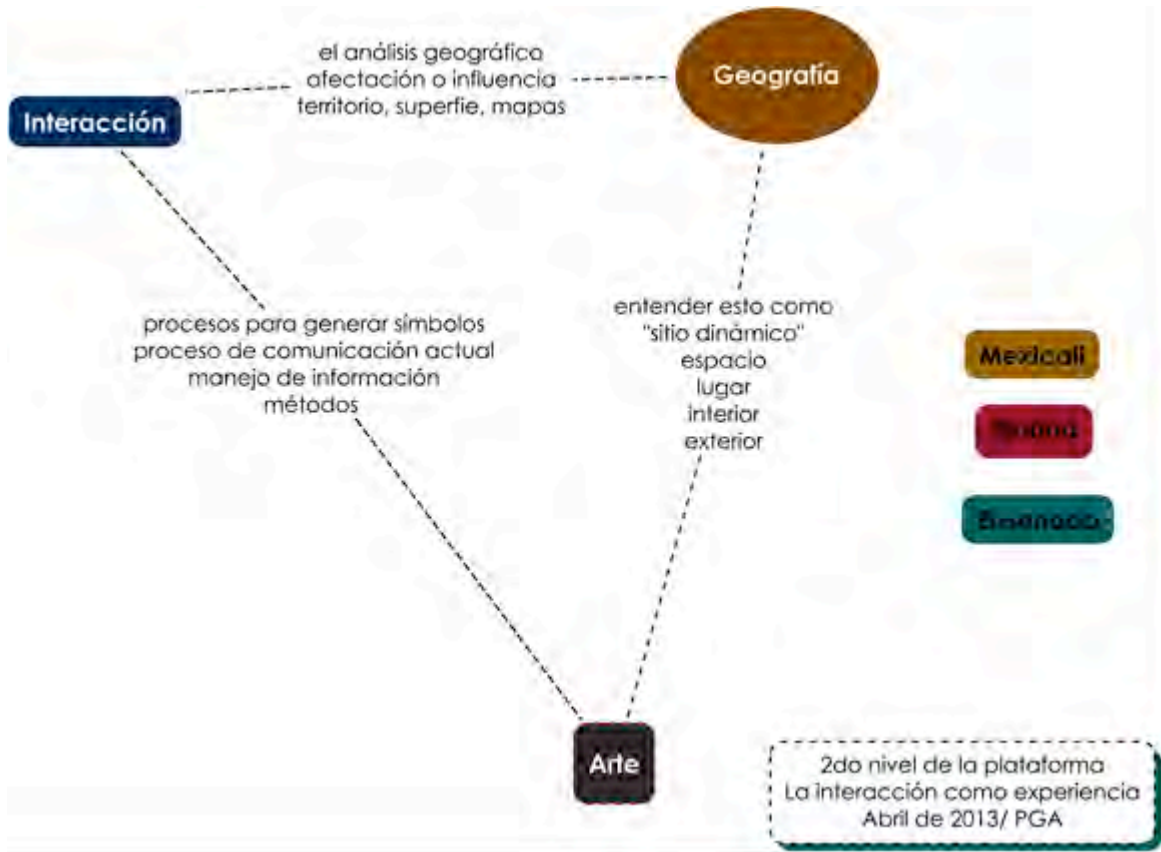 el análisis geográfico
afectación o influencia
territorio, superfie, mapas
Geografía
Interacción
procesos para generar símbolos
proceso de comunicación actual
manejo de información
métodos
entender esto como
"sitio dinámico"
espacio
lugar
interior
exterior
Mexicali
Ensenada
Arte
2do nivel de la plataforma
La interacción como experiencia
Abril de 2013/ PGA